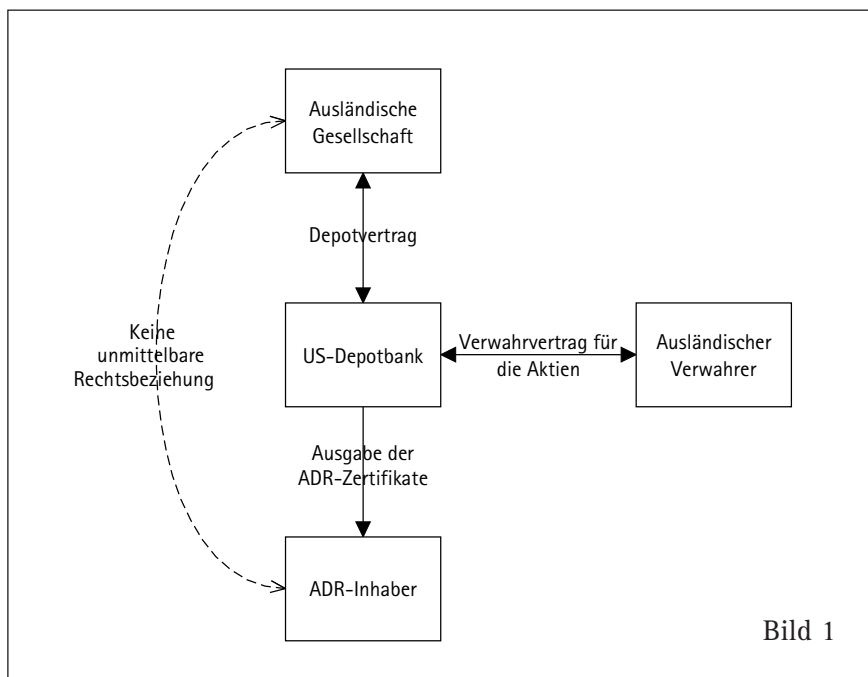 Ausländische
Gesellschaft
Depotvertrag
Keine
unmittelbare
Rechtsbeziehung
US-Depotbank
Verwahrvertrag für
die Aktien
Ausländischer
Verwahrer
Ausgabe der
ADR-Zertifikate
ADR-Inhaber
Bild 1